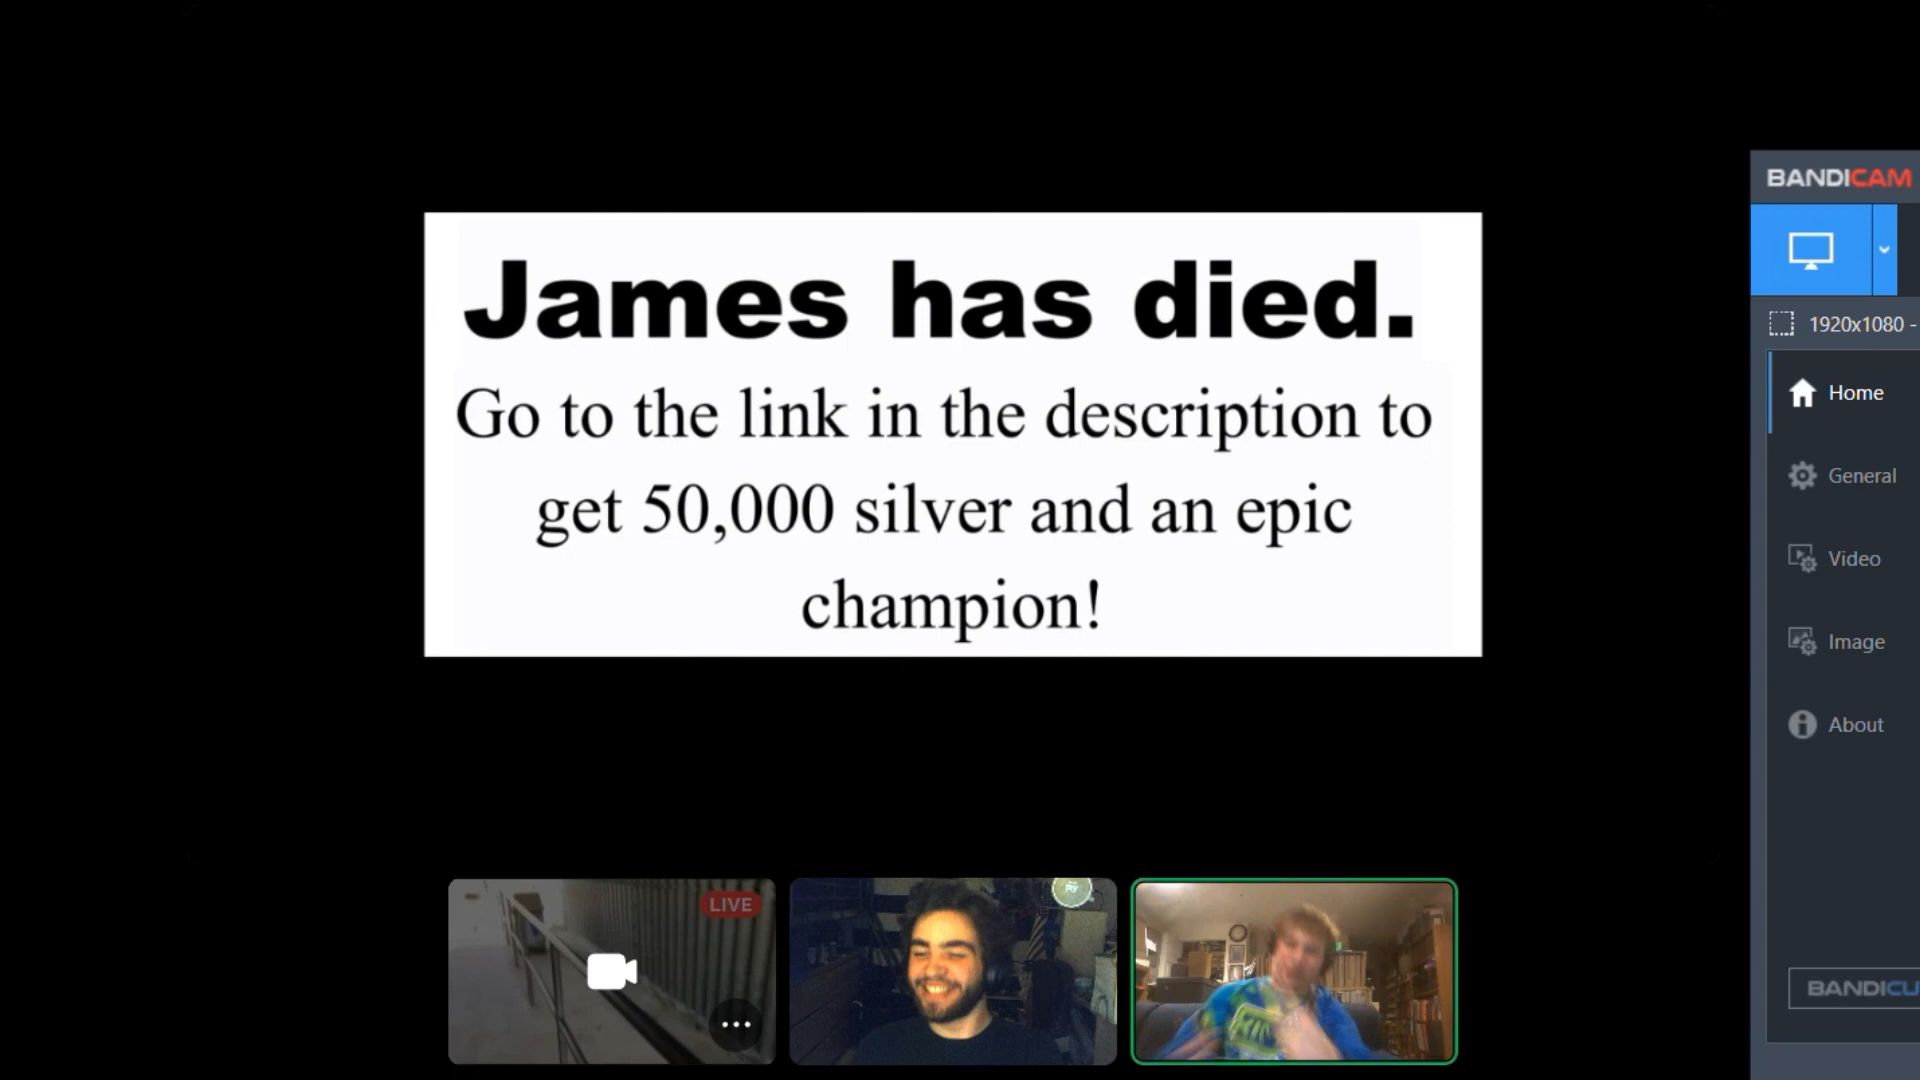 James has died.
Go to the link in the description to
get 50,000 silver and an epic
champion!
BANDICAM
1920x1080 -
Home
General
Video
Image
About
BANDICU
LIVE